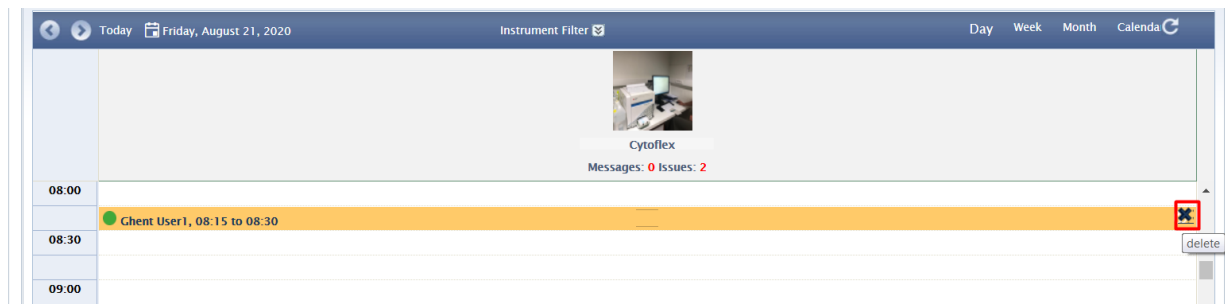 Today Friday, August 21, 2020 Instrument Filter Day Week Month Calenda
Cytoflex
Messages: 0 Issues: 2
08:00
Ghent User1, 08:15 to 08:30
08:30
delete
09:00